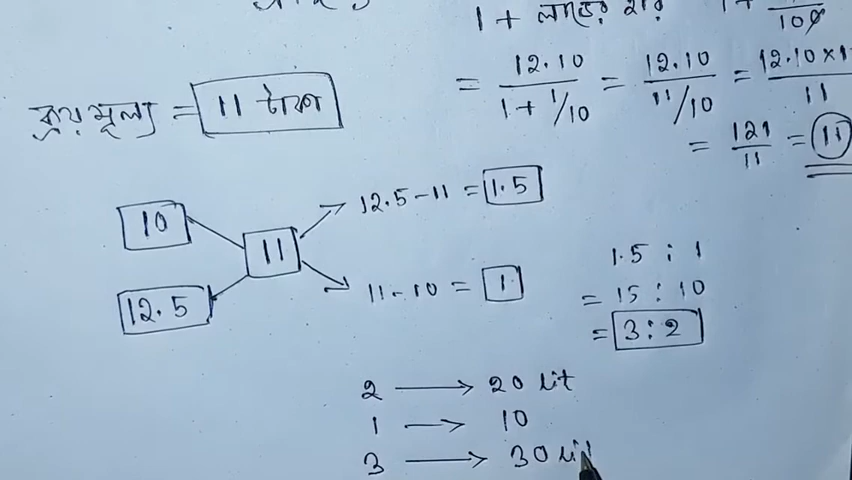 1 + লাভের হার
= 12.10 / 1 + 1/10 = 12.10 / 11/10 = 12.10 × 1 / 11
ক্রয়মূল্য = 11 টাকা
= 121 / 11 = 11
10
12.5
11
12.5 - 11 = 1.5
11 - 10 = 1
1.5 : 1
= 15 : 10
= 3 : 2
2 → 20 lit
1 → 10
3 → 30 lit